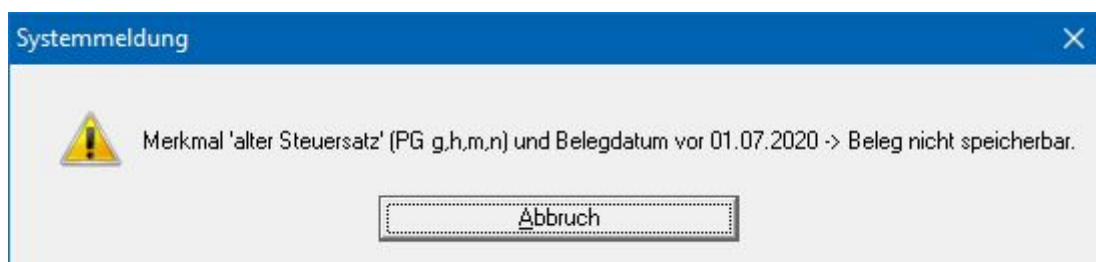 Systemmeldung
Merkmal 'alter Steuersatz' (PG g,h,m,n) und Belegdatum vor 01.07.2020 -> Beleg nicht speicherbar.
Abbruch